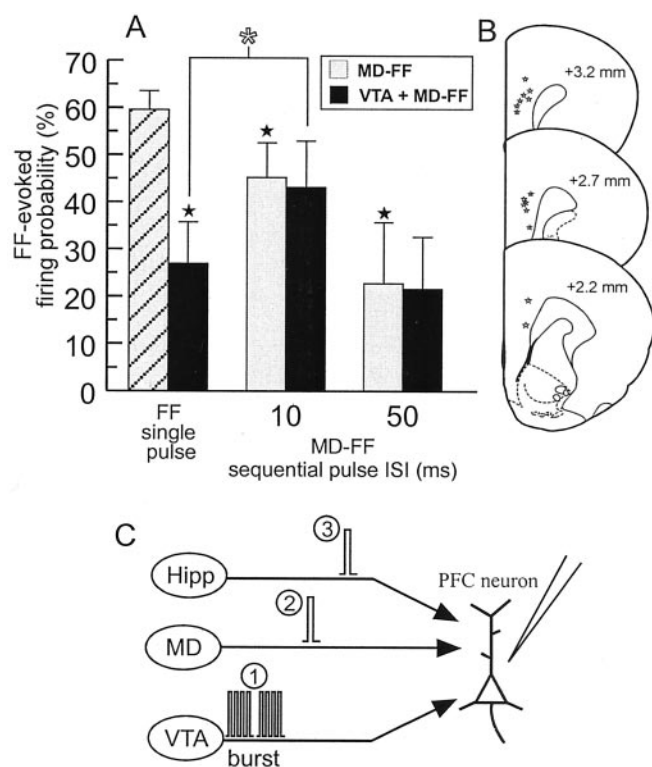 A
70
60
50
40
30
20
10
0
FF-evoked
firing probability (%)
MD-FF
VTA + MD-FF
FF
single
pulse
10
50
MD-FF
sequential pulse ISI (ms)
B
+3.2 mm
+2.7 mm
+2.2 mm
C
Hipp
3
MD
2
VTA
1
burst
PFC neuron